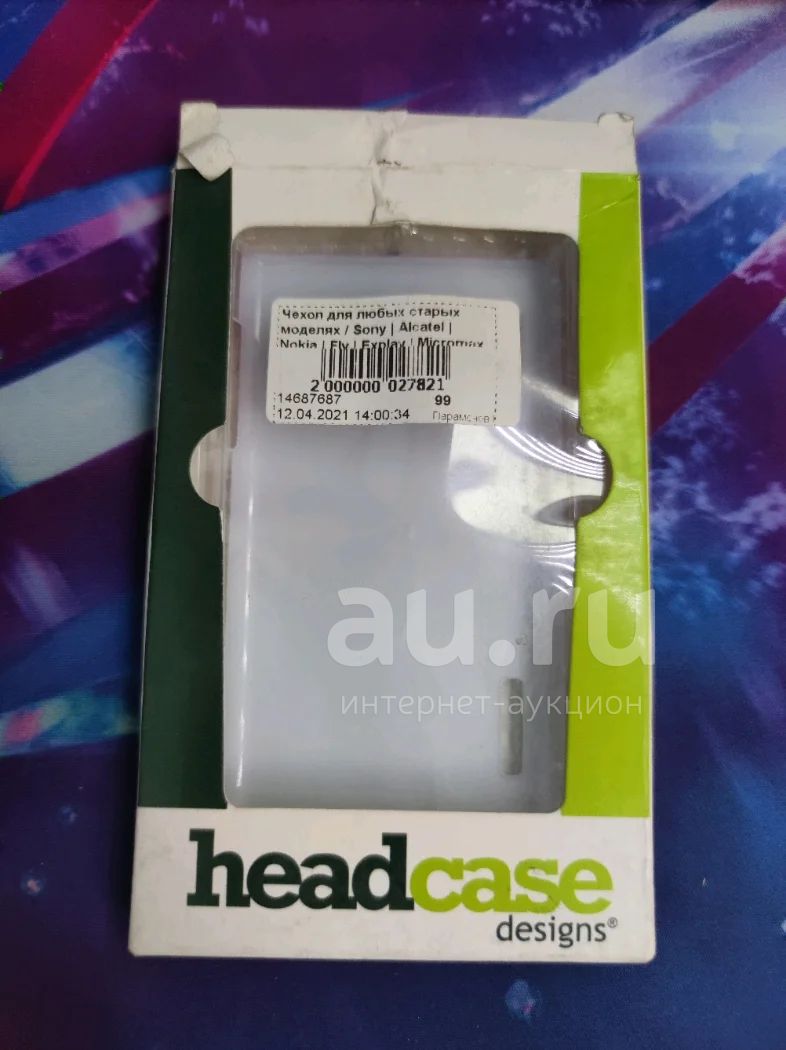 Чехол для любых старых
моделях / Sony | Alcatel |
Nokia | Fly | Explay | Micromax
2 000000 027821
14687687 99
12.04.2021 14:00:34 Парамонов
au.ru
интернет-аукцион
headcase
designs®